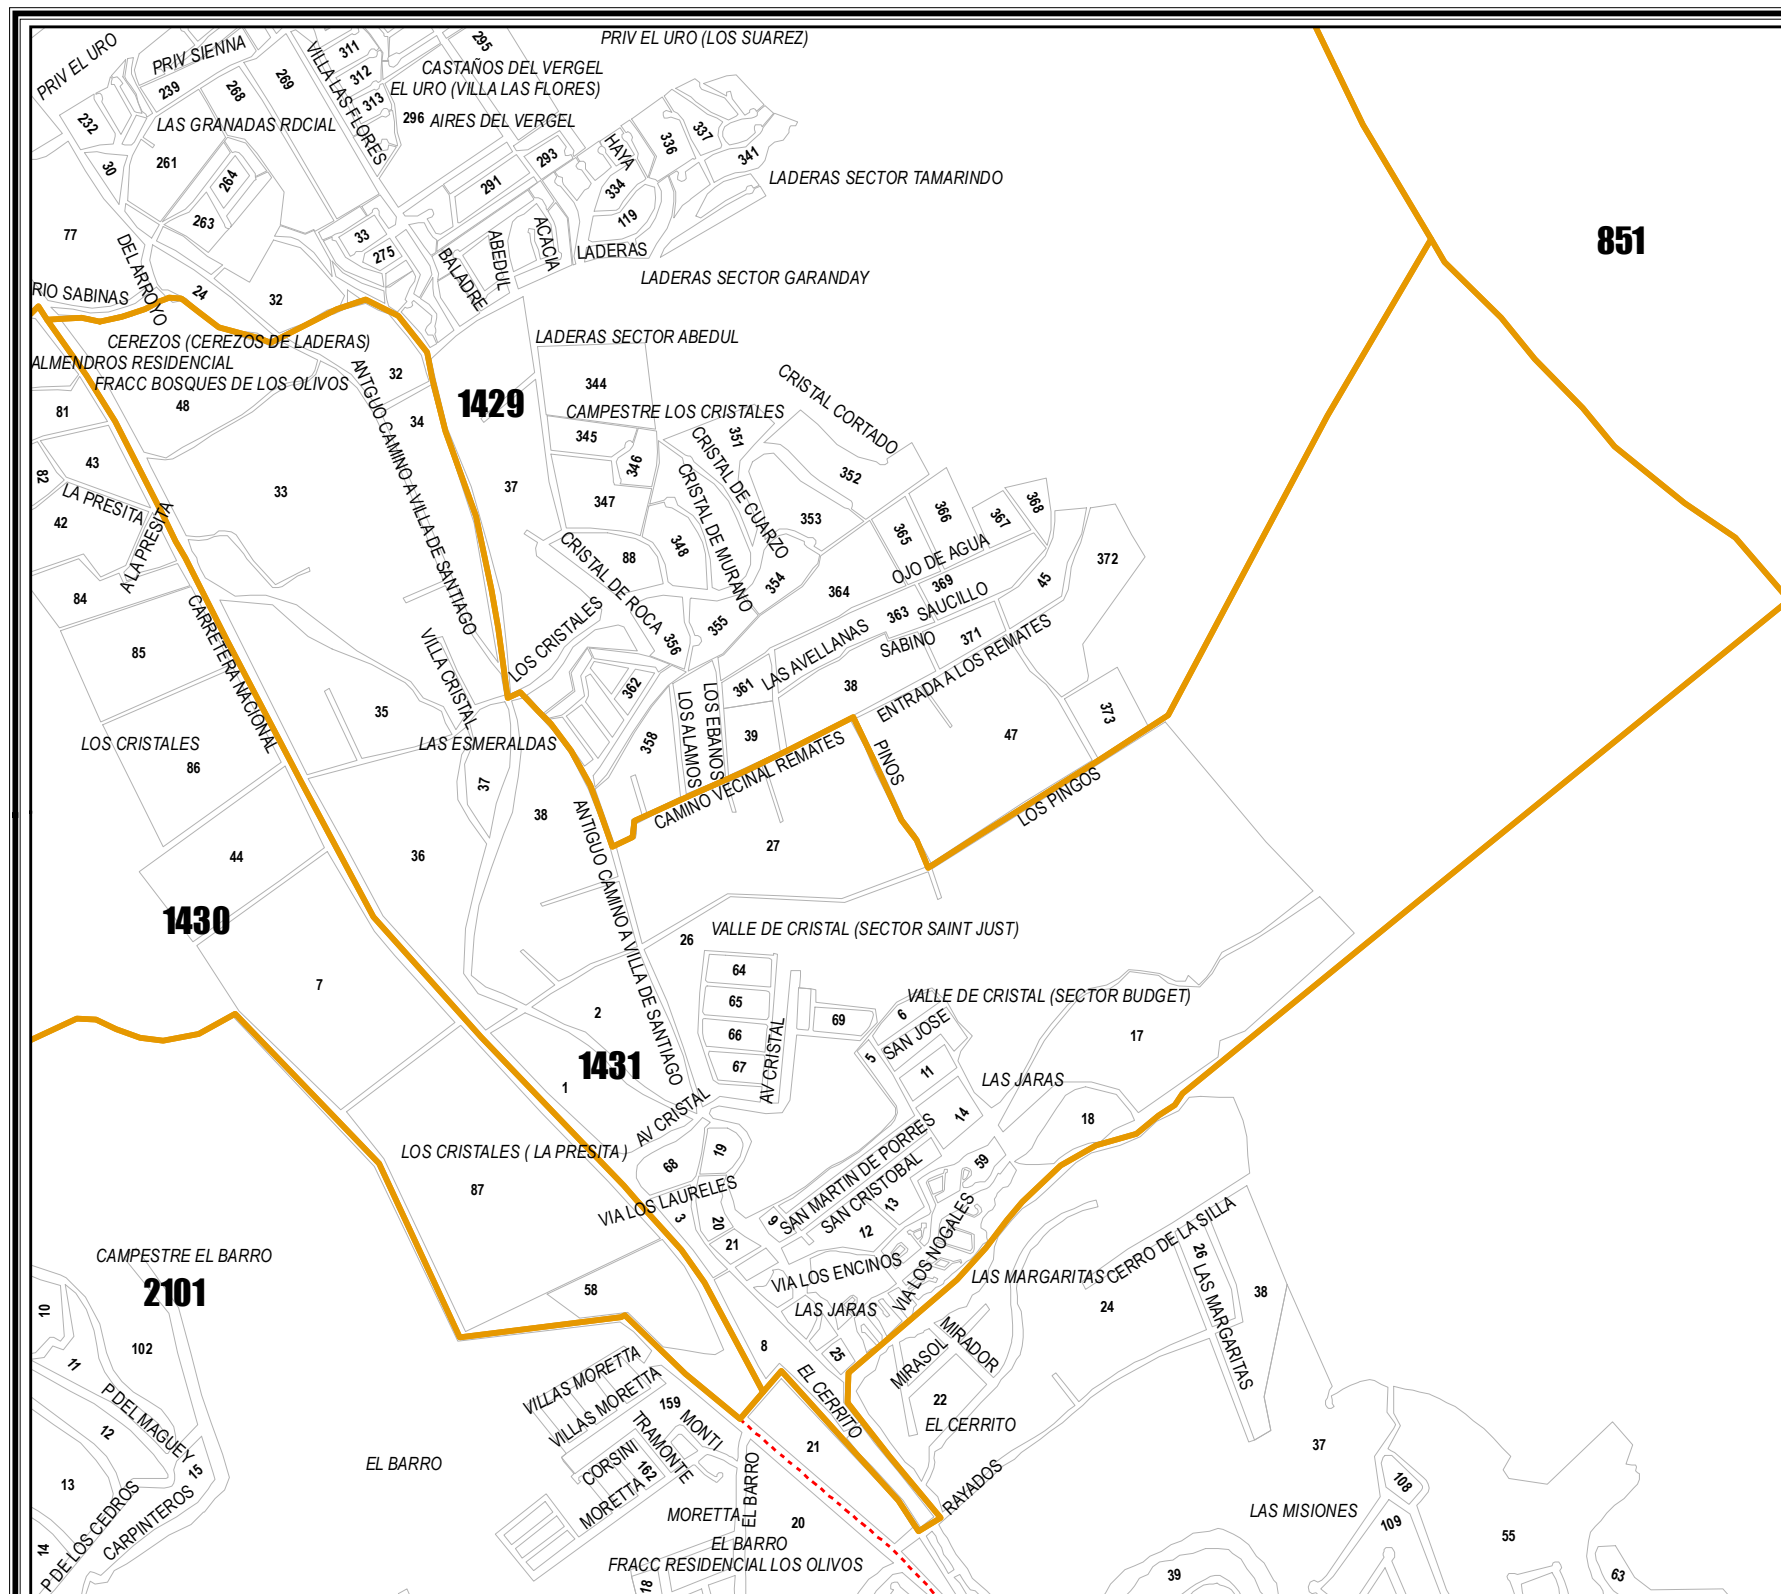 PRIV EL URO (LOS SUAREZ)
PRIV EL URO
PRIV SIENNA
VILLA LAS FLORES
311
295
312
313
CASTAÑOS DEL VERGEL
EL URO (VILLA LAS FLORES)
296
AIRES DEL VERGEL
239
268
269
232
LAS GRANADAS RDCIAL
30
261
264
263
293
291
HAYA
336
337
341
334
119
LADERAS SECTOR TAMARINDO
77
33
275
DEL ARROYO
BALADRE
ABEDUL
ACACIA
LADERAS
LADERAS SECTOR GARANDAY
851
RIO SABINAS
24
32
CEREZOS (CEREZOS DE LADERAS)
ALMENDROS RESIDENCIAL
FRACC BOSQUES DE LOS OLIVOS
LADERAS SECTOR ABEDUL
32
344
81
48
34
1429
CAMPESTRE LOS CRISTALES
CRISTAL CORTADO
345
346
351
352
43
82
LA PRESITA
A LA PRESITA
42
33
37
347
348
353
CRISTAL DE CUARZO
CRISTAL DE MURANO
CRISTAL DE ROCA
88
354
364
365
366
367
368
OJO DE AGUA
369
SAUCILLO
45
372
84
85
ANTIGUO CAMINO A VILLA DE SANTIAGO
CARRETERA NACIONAL
VILLA CRISTAL
LOS CRISTALES
355
356
363
SABINO
371
LAS AVELLANAS
361
362
38
ENTRADA A LOS REMATES
35
LAS ESMERALDAS
LOS CRISTALES
86
358
LOS ALAMOS
LOS EBANOS
39
373
47
PINOS
CAMINO VECINAL REMATES
LOS PINGOS
37
38
ANTIGUO CAMINO A VILLA DE SANTIAGO
27
44
36
1430
26
VALLE DE CRISTAL (SECTOR SAINT JUST)
7
64
65
66
67
AV CRISTAL
69
2
1431
1
VALLE DE CRISTAL (SECTOR BUDGET)
6
SAN JOSE
5
11
14
17
LAS JARAS
18
AV CRISTAL
LOS CRISTALES ( LA PRESITA )
87
68
19
VIA LOS LAURELES
3
20
21
9
SAN MARTIN DE PORRES
SAN CRISTOBAL
13
12
59
VIA LOS NOGALES
VIA LOS ENCINOS
LAS JARAS
CAMPESTRE EL BARRO
2101
LAS MARGARITAS
CERRO DE LA SILLA
26
LAS MARGARITAS
24
38
10
102
11
58
8
25
EL CERRITO
MIRASOL
MIRADOR
22
EL CERRITO
VILLAS MORETTA
VILLAS MORETTA
159
MONTI
TRAMONTE
CORSINI
162
MORETTA
P DEL MAGUEY
12
15
13
P DE LOS CEDROS
CARPINTEROS
14
EL BARRO
21
37
RAYADOS
108
109
LAS MISIONES
MORETTA
EL BARRO
20
EL BARRO
FRACC RESIDENCIAL LOS OLIVOS
18
55
63
39